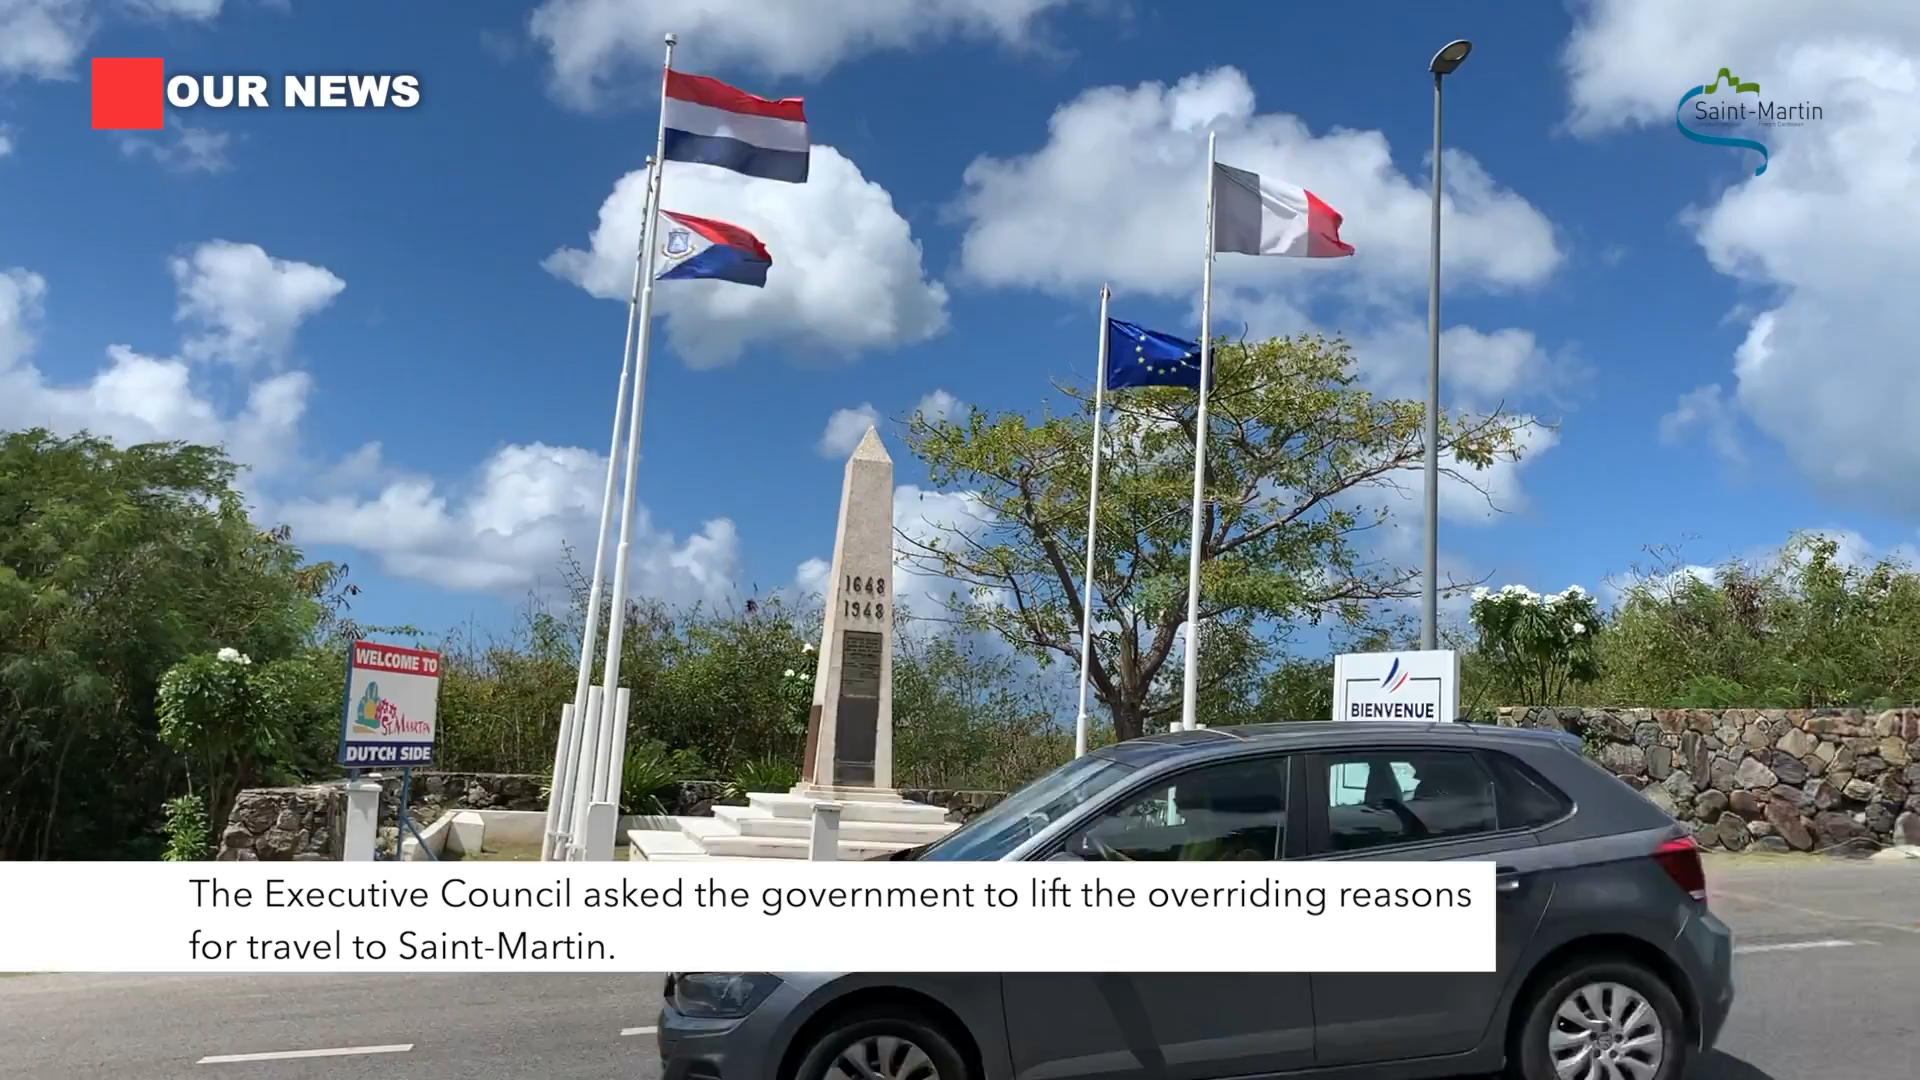 OUR NEWS
Saint-Martin
1648
1948
WELCOME TO
ST. MAARTEN
DUTCH SIDE
BIENVENUE
The Executive Council asked the government to lift the overriding reasons
for travel to Saint-Martin.